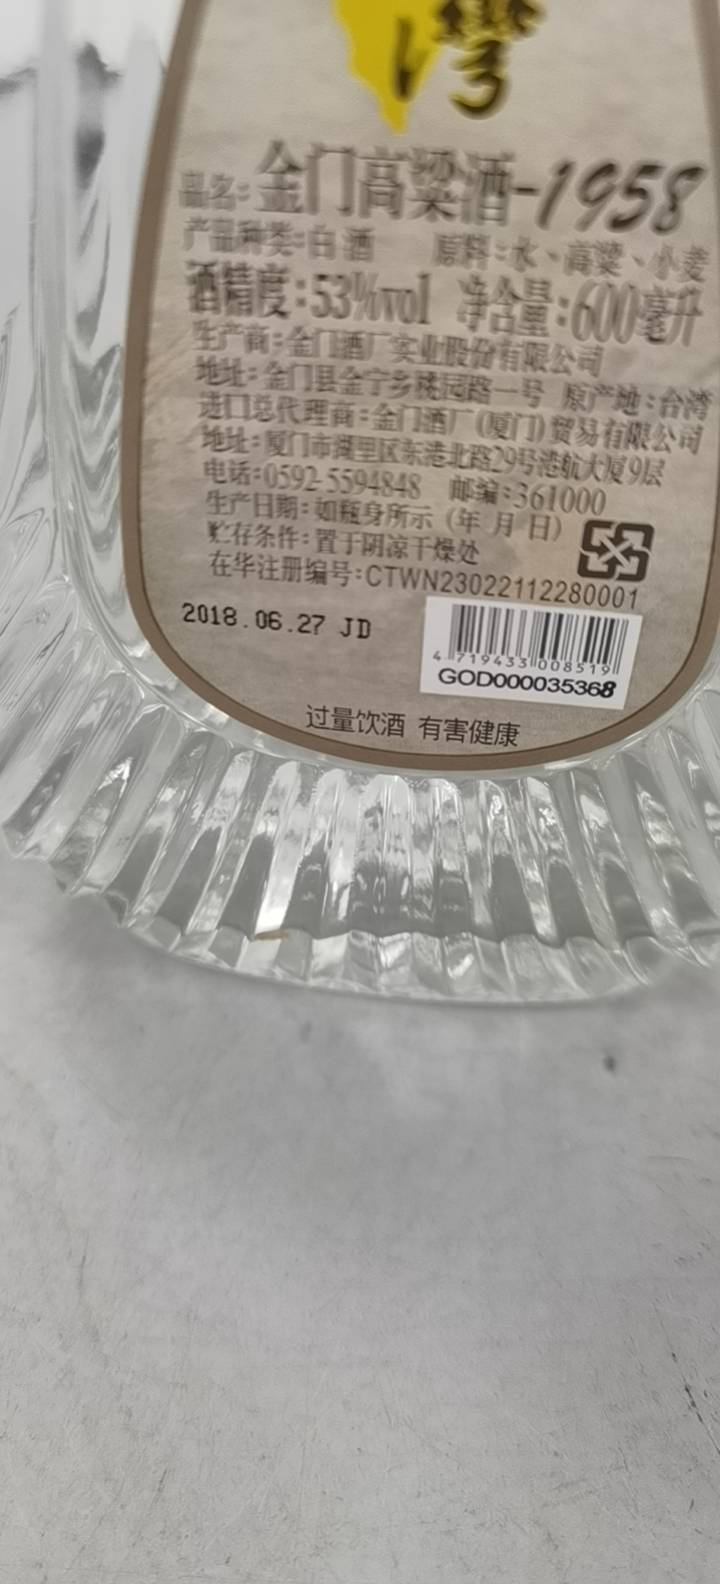 灣
品名:金门高粱酒-1958
产品种类:白酒 原料:水、高粱、小麦
酒精度:53%vol 净含量:600毫升
生产商:金门酒厂实业股份有限公司
地址:金门县金宁乡桃园路一号 原产地:台湾
进口总代理商:金门酒厂(厦门)贸易有限公司
地址:厦门市湖里区东港北路29号港航大厦9层
电话:0592-5594848 邮编:361000
生产日期:如瓶身所示(年 月 日)
贮存条件:置于阴凉干燥处
在华注册编号:CTWN23022112280001
2018.06.27 JD
4 719433 008519
GOD000035368
过量饮酒 有害健康